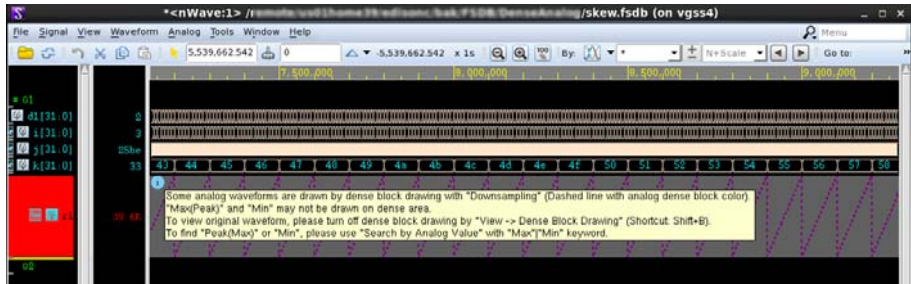 *<nWave:1> /skew.fsdb (on vgss4)
File Signal View Waveform Analog Tools Window Help Menu
5,539,662.542 0 -5,539,662.542 x 1s 100 By: * N+Scale Go to: »
7,500,000 8,000,000 8,500,000 9,000,000
G1
d1[31:0] 2
i[31:0] 3
j[31:0] 25be
k[31:0] 33 43 44 45 46 47 48 49 4a 4b 4c 4d 4e 4f 50 51 52 53 54 55 56 57 58
Some analog waveforms are drawn by dense block drawing with "Downsampling" (Dashed line with analog dense block color).
"Max(Peak)" and "Min" may not be drawn on dense area.
To view original waveform, please turn off dense block drawing by "View -> Dense Block Drawing" (Shortcut: Shift+B).
To find "Peak(Max)" or "Min", please use "Search by Analog Value" with "Max"|"Min" keyword.
G2